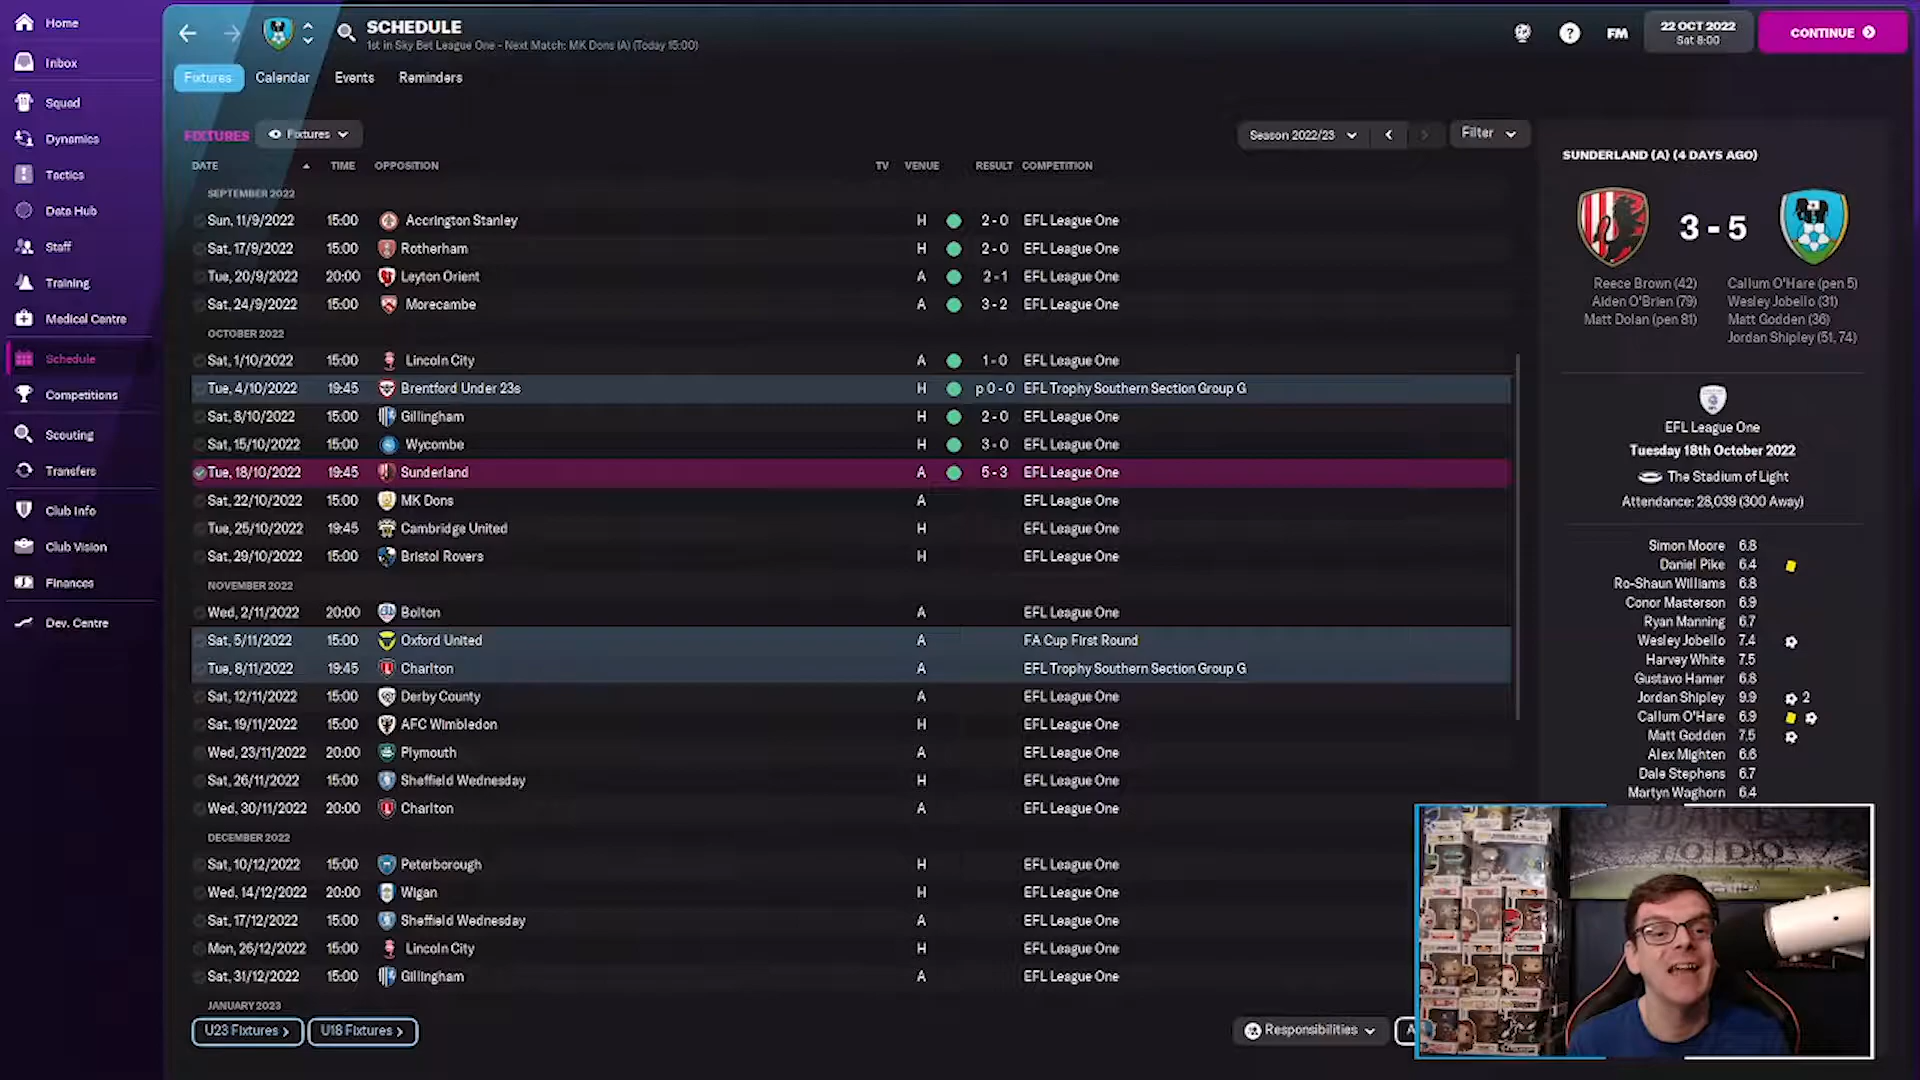 Home
Inbox
Squad
Dynamics
Tactics
Data Hub
Staff
Training
Medical Centre
Schedule
Competitions
Scouting
Transfers
Club Info
Club Vision
Finances
Dev. Centre
SCHEDULE
1st in Sky Bet League One - Next Match: MK Dons (A) (Today 15:00)
? FM 22 OCT 2022 Sat 8:00 CONTINUE
Fixtures Calendar Events Reminders
FIXTURES Fixtures Season 2022/23 Filter
DATE TIME OPPOSITION TV VENUE RESULT COMPETITION
SEPTEMBER 2022
Sun, 11/9/2022 15:00 Accrington Stanley H 2 - 0 EFL League One
Sat, 17/9/2022 15:00 Rotherham H 2 - 0 EFL League One
Tue, 20/9/2022 20:00 Leyton Orient A 2 - 1 EFL League One
Sat, 24/9/2022 15:00 Morecambe A 3 - 2 EFL League One
OCTOBER 2022
Sat, 1/10/2022 15:00 Lincoln City A 1 - 0 EFL League One
Tue, 4/10/2022 19:45 Brentford Under 23s H p 0 - 0 EFL Trophy Southern Section Group G
Sat, 8/10/2022 15:00 Gillingham H 2 - 0 EFL League One
Sat, 15/10/2022 15:00 Wycombe H 3 - 0 EFL League One
Tue, 18/10/2022 19:45 Sunderland A 5 - 3 EFL League One
Sat, 22/10/2022 15:00 MK Dons A EFL League One
Tue, 25/10/2022 19:45 Cambridge United H EFL League One
Sat, 29/10/2022 15:00 Bristol Rovers H EFL League One
NOVEMBER 2022
Wed, 2/11/2022 20:00 Bolton A EFL League One
Sat, 5/11/2022 15:00 Oxford United A FA Cup First Round
Tue, 8/11/2022 19:45 Charlton A EFL Trophy Southern Section Group G
Sat, 12/11/2022 15:00 Derby County A EFL League One
Sat, 19/11/2022 15:00 AFC Wimbledon H EFL League One
Wed, 23/11/2022 20:00 Plymouth A EFL League One
Sat, 26/11/2022 15:00 Sheffield Wednesday H EFL League One
Wed, 30/11/2022 20:00 Charlton A EFL League One
DECEMBER 2022
Sat, 10/12/2022 15:00 Peterborough H EFL League One
Wed, 14/12/2022 20:00 Wigan H EFL League One
Sat, 17/12/2022 15:00 Sheffield Wednesday A EFL League One
Mon, 26/12/2022 15:00 Lincoln City H EFL League One
Sat, 31/12/2022 15:00 Gillingham A EFL League One
JANUARY 2023
U23 Fixtures > U18 Fixtures > Responsibilities
SUNDERLAND (A) (4 DAYS AGO)
3 - 5
Reece Brown (42) Callum O'Hare (pen 5)
Aiden O'Brien (79) Wesley Jobello (31)
Matt Dolan (pen 81) Matt Godden (36)
Jordan Shipley (51, 74)
EFL League One
Tuesday 18th October 2022
The Stadium of Light
Attendance: 28,039 (300 Away)
Simon Moore 6.8
Daniel Pike 6.4
Ro-Shaun Williams 6.8
Conor Masterson 6.9
Ryan Manning 6.7
Wesley Jobello 7.4
Harvey White 7.5
Gustavo Hamer 6.8
Jordan Shipley 9.9 2
Callum O'Hare 6.9
Matt Godden 7.5
Alex Mighten 6.6
Dale Stephens 6.7
Martyn Waghorn 6.4
TO DO